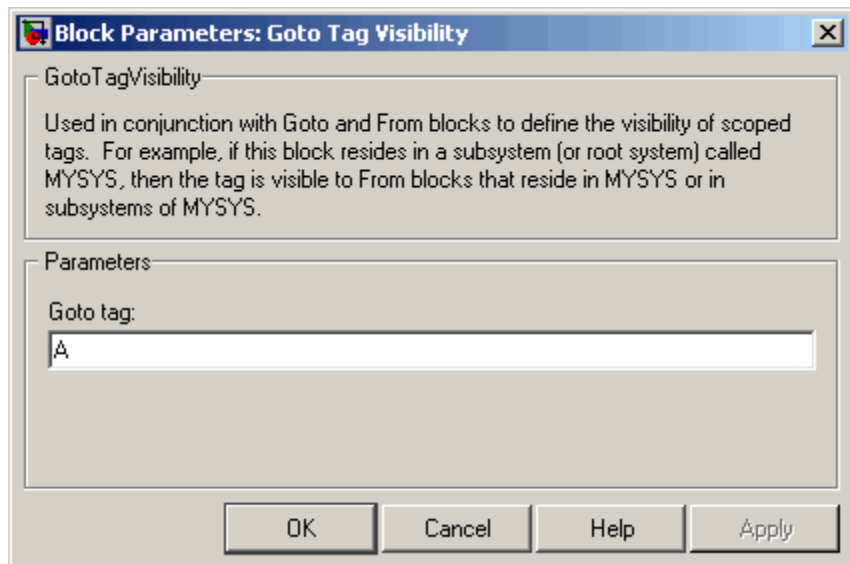 Block Parameters: Goto Tag Visibility
GotoTagVisibility
Used in conjunction with Goto and From blocks to define the visibility of scoped
tags. For example, if this block resides in a subsystem (or root system) called
MYSYS, then the tag is visible to From blocks that reside in MYSYS or in
subsystems of MYSYS.
Parameters
Goto tag:
A
OK Cancel Help Apply